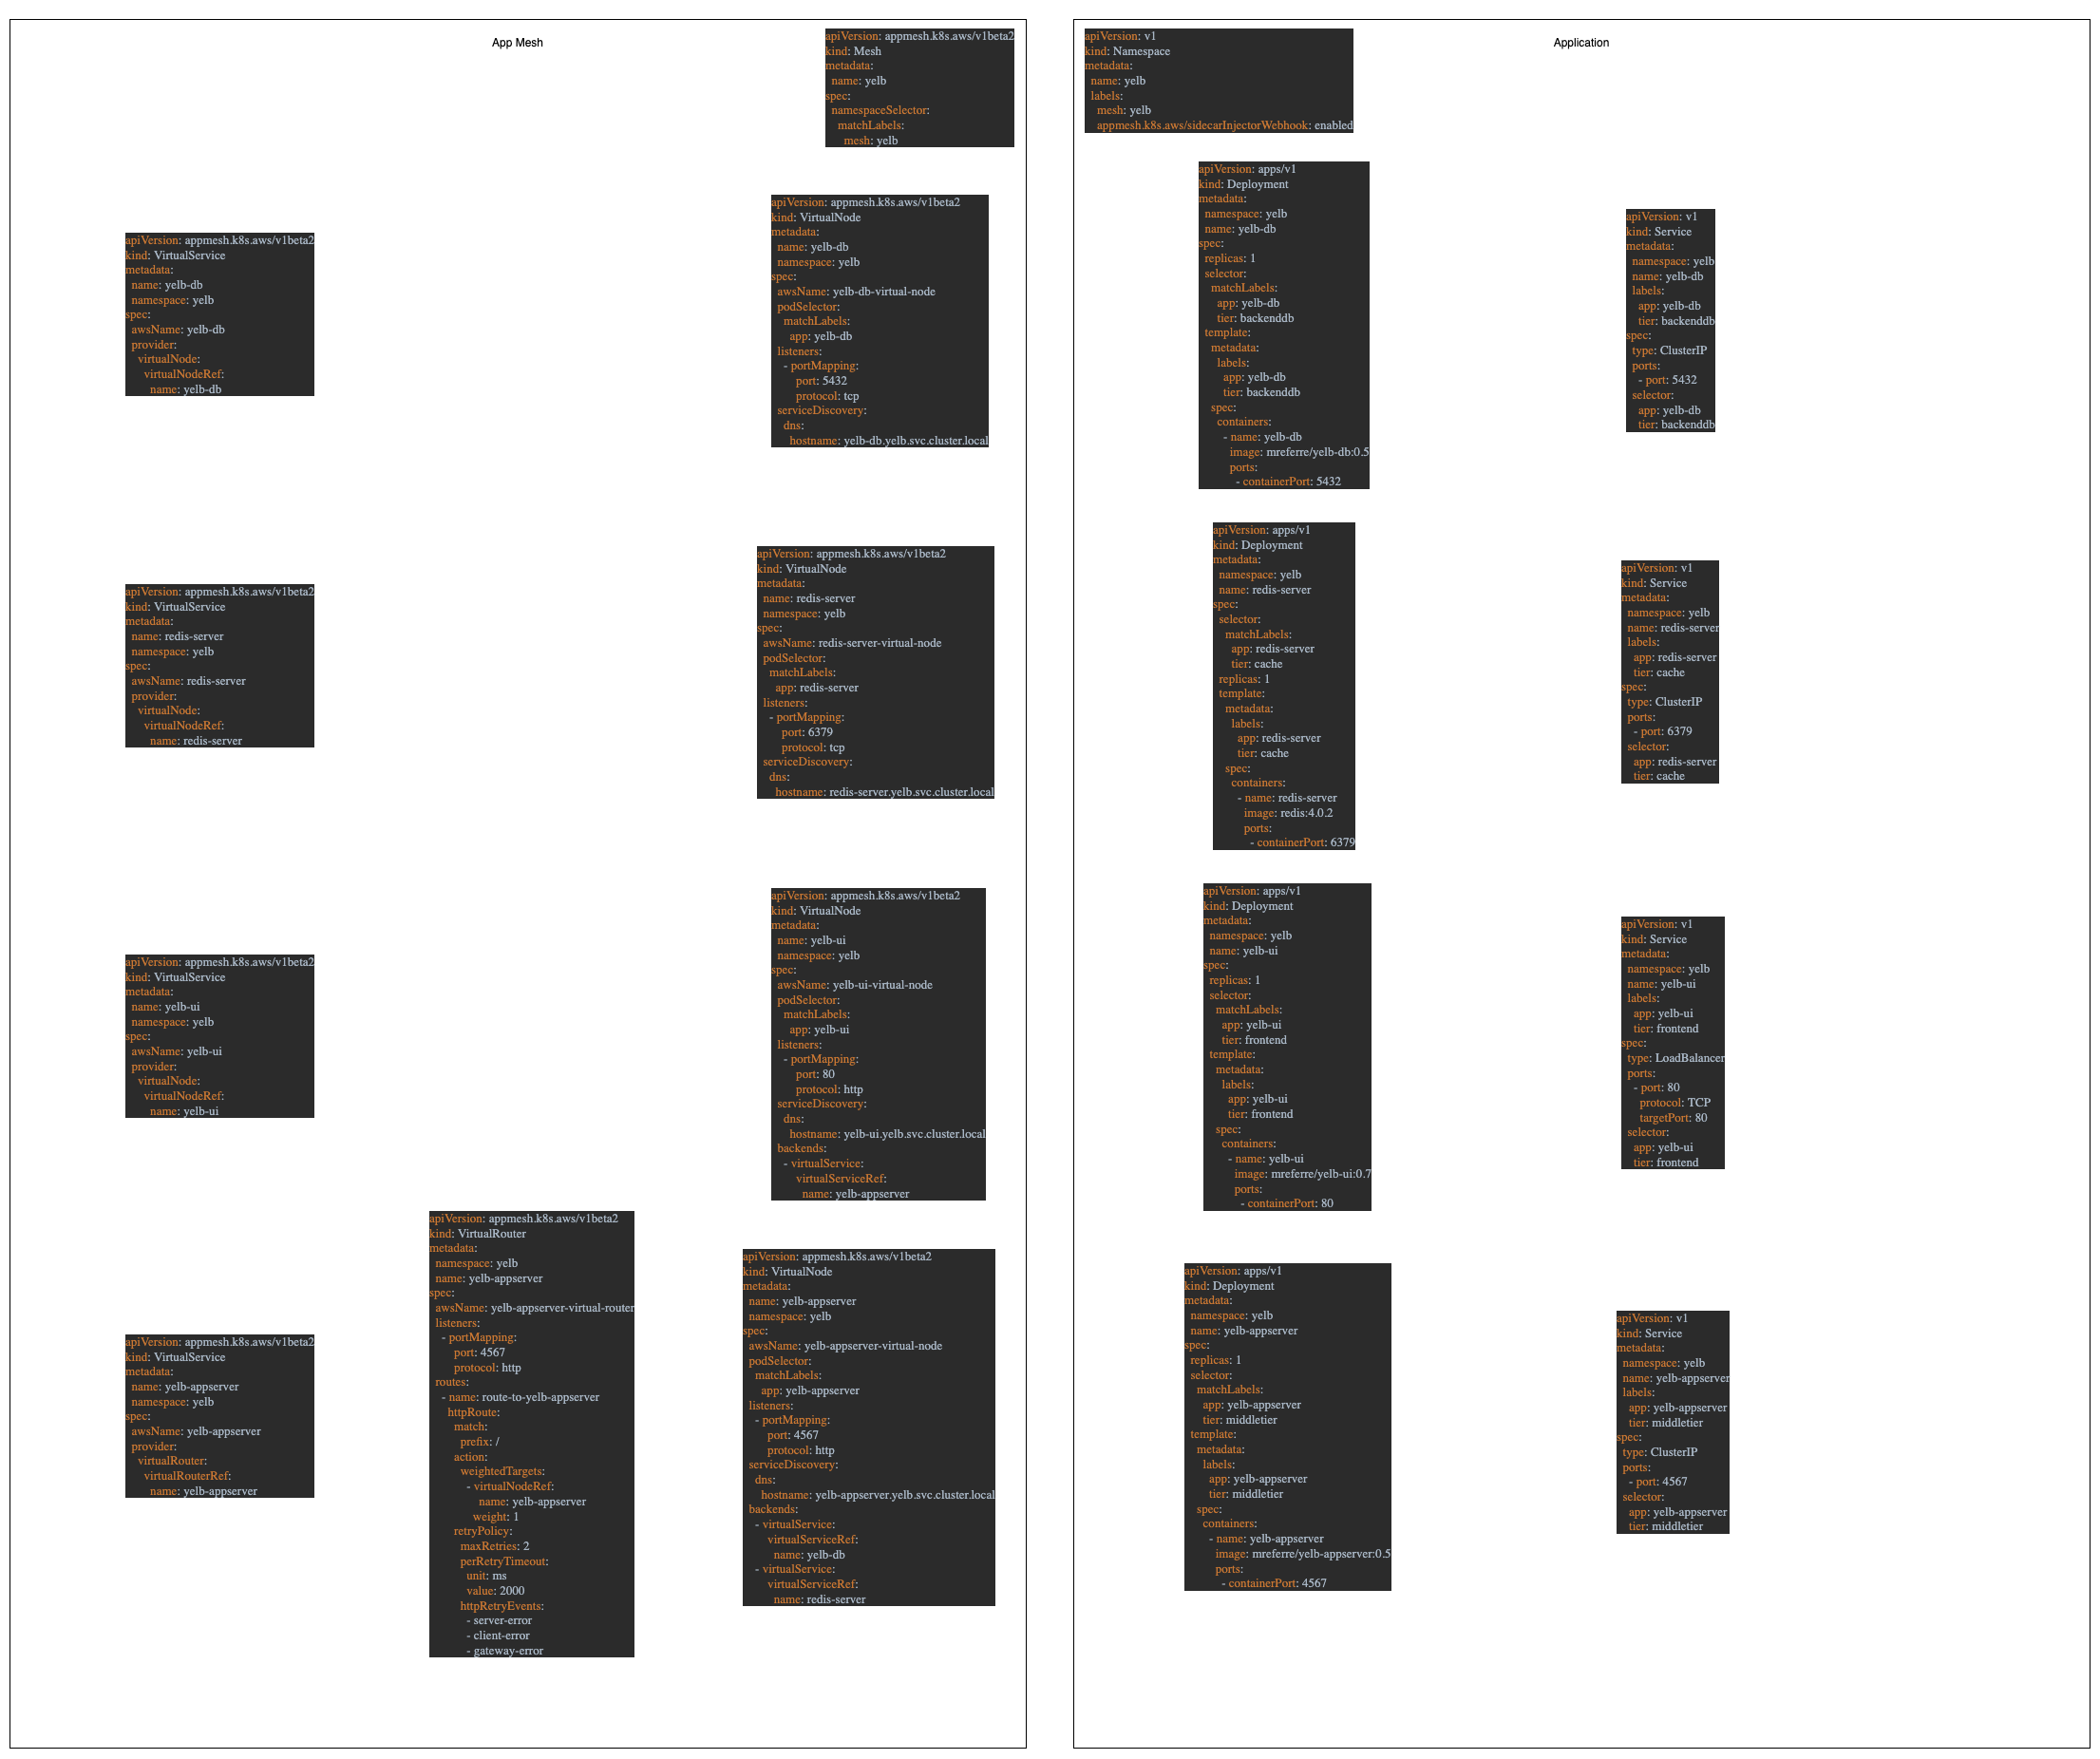 App Mesh
apiVersion: appmesh.k8s.aws/v1beta2
kind: Mesh
metadata:
  name: yelb
spec:
  namespaceSelector:
    matchLabels:
      mesh: yelb
apiVersion: appmesh.k8s.aws/v1beta2
kind: VirtualService
metadata:
  name: yelb-db
  namespace: yelb
spec:
  awsName: yelb-db
  provider:
    virtualNode:
      virtualNodeRef:
        name: yelb-db
apiVersion: appmesh.k8s.aws/v1beta2
kind: VirtualNode
metadata:
  name: yelb-db
  namespace: yelb
spec:
  awsName: yelb-db-virtual-node
  podSelector:
    matchLabels:
      app: yelb-db
  listeners:
    - portMapping:
        port: 5432
        protocol: tcp
  serviceDiscovery:
    dns:
      hostname: yelb-db.yelb.svc.cluster.local
apiVersion: appmesh.k8s.aws/v1beta2
kind: VirtualService
metadata:
  name: redis-server
  namespace: yelb
spec:
  awsName: redis-server
  provider:
    virtualNode:
      virtualNodeRef:
        name: redis-server
apiVersion: appmesh.k8s.aws/v1beta2
kind: VirtualNode
metadata:
  name: redis-server
  namespace: yelb
spec:
  awsName: redis-server-virtual-node
  podSelector:
    matchLabels:
      app: redis-server
  listeners:
    - portMapping:
        port: 6379
        protocol: tcp
  serviceDiscovery:
    dns:
      hostname: redis-server.yelb.svc.cluster.local
apiVersion: appmesh.k8s.aws/v1beta2
kind: VirtualService
metadata:
  name: yelb-ui
  namespace: yelb
spec:
  awsName: yelb-ui
  provider:
    virtualNode:
      virtualNodeRef:
        name: yelb-ui
apiVersion: appmesh.k8s.aws/v1beta2
kind: VirtualNode
metadata:
  name: yelb-ui
  namespace: yelb
spec:
  awsName: yelb-ui-virtual-node
  podSelector:
    matchLabels:
      app: yelb-ui
  listeners:
    - portMapping:
        port: 80
        protocol: http
  serviceDiscovery:
    dns:
      hostname: yelb-ui.yelb.svc.cluster.local
  backends:
    - virtualService:
        virtualServiceRef:
          name: yelb-appserver
apiVersion: appmesh.k8s.aws/v1beta2
kind: VirtualService
metadata:
  name: yelb-appserver
  namespace: yelb
spec:
  awsName: yelb-appserver
  provider:
    virtualRouter:
      virtualRouterRef:
        name: yelb-appserver
apiVersion: appmesh.k8s.aws/v1beta2
kind: VirtualRouter
metadata:
  namespace: yelb
  name: yelb-appserver
spec:
  awsName: yelb-appserver-virtual-router
  listeners:
    - portMapping:
        port: 4567
        protocol: http
  routes:
    - name: route-to-yelb-appserver
      httpRoute:
        match:
          prefix: /
        action:
          weightedTargets:
            - virtualNodeRef:
                name: yelb-appserver
              weight: 1
        retryPolicy:
          maxRetries: 2
          perRetryTimeout:
            unit: ms
            value: 2000
          httpRetryEvents:
            - server-error
            - client-error
            - gateway-error
apiVersion: appmesh.k8s.aws/v1beta2
kind: VirtualNode
metadata:
  name: yelb-appserver
  namespace: yelb
spec:
  awsName: yelb-appserver-virtual-node
  podSelector:
    matchLabels:
      app: yelb-appserver
  listeners:
    - portMapping:
        port: 4567
        protocol: http
  serviceDiscovery:
    dns:
      hostname: yelb-appserver.yelb.svc.cluster.local
  backends:
    - virtualService:
        virtualServiceRef:
          name: yelb-db
    - virtualService:
        virtualServiceRef:
          name: redis-server
Application
apiVersion: v1
kind: Namespace
metadata:
  name: yelb
  labels:
    mesh: yelb
    appmesh.k8s.aws/sidecarInjectorWebhook: enabled
apiVersion: apps/v1
kind: Deployment
metadata:
  namespace: yelb
  name: yelb-db
spec:
  replicas: 1
  selector:
    matchLabels:
      app: yelb-db
      tier: backenddb
  template:
    metadata:
      labels:
        app: yelb-db
        tier: backenddb
    spec:
      containers:
        - name: yelb-db
          image: mreferre/yelb-db:0.5
          ports:
            - containerPort: 5432
apiVersion: v1
kind: Service
metadata:
  namespace: yelb
  name: yelb-db
  labels:
    app: yelb-db
    tier: backenddb
spec:
  type: ClusterIP
  ports:
    - port: 5432
  selector:
    app: yelb-db
    tier: backenddb
apiVersion: apps/v1
kind: Deployment
metadata:
  namespace: yelb
  name: redis-server
spec:
  selector:
    matchLabels:
      app: redis-server
      tier: cache
  replicas: 1
  template:
    metadata:
      labels:
        app: redis-server
        tier: cache
    spec:
      containers:
        - name: redis-server
          image: redis:4.0.2
          ports:
            - containerPort: 6379
apiVersion: v1
kind: Service
metadata:
  namespace: yelb
  name: redis-server
  labels:
    app: redis-server
    tier: cache
spec:
  type: ClusterIP
  ports:
    - port: 6379
  selector:
    app: redis-server
    tier: cache
apiVersion: apps/v1
kind: Deployment
metadata:
  namespace: yelb
  name: yelb-ui
spec:
  replicas: 1
  selector:
    matchLabels:
      app: yelb-ui
      tier: frontend
  template:
    metadata:
      labels:
        app: yelb-ui
        tier: frontend
    spec:
      containers:
        - name: yelb-ui
          image: mreferre/yelb-ui:0.7
          ports:
            - containerPort: 80
apiVersion: v1
kind: Service
metadata:
  namespace: yelb
  name: yelb-ui
  labels:
    app: yelb-ui
    tier: frontend
spec:
  type: LoadBalancer
  ports:
    - port: 80
      protocol: TCP
      targetPort: 80
  selector:
    app: yelb-ui
    tier: frontend
apiVersion: apps/v1
kind: Deployment
metadata:
  namespace: yelb
  name: yelb-appserver
spec:
  replicas: 1
  selector:
    matchLabels:
      app: yelb-appserver
      tier: middletier
  template:
    metadata:
      labels:
        app: yelb-appserver
        tier: middletier
    spec:
      containers:
        - name: yelb-appserver
          image: mreferre/yelb-appserver:0.5
          ports:
            - containerPort: 4567
apiVersion: v1
kind: Service
metadata:
  namespace: yelb
  name: yelb-appserver
  labels:
    app: yelb-appserver
    tier: middletier
spec:
  type: ClusterIP
  ports:
    - port: 4567
  selector:
    app: yelb-appserver
    tier: middletier